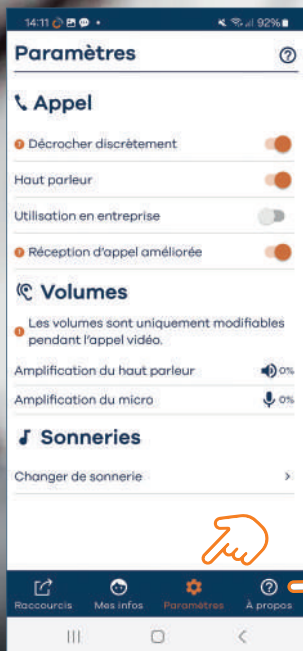 14:11
92%
Paramètres
Appel
Décrocher discrètement
Haut parleur
Utilisation en entreprise
Réception d'appel améliorée
Volumes
Les volumes sont uniquement modifiables
pendant l'appel vidéo.
Amplification du haut parleur 0%
Amplification du micro 0%
Sonneries
Changer de sonnerie
Raccourcis Mes infos Paramètres À propos